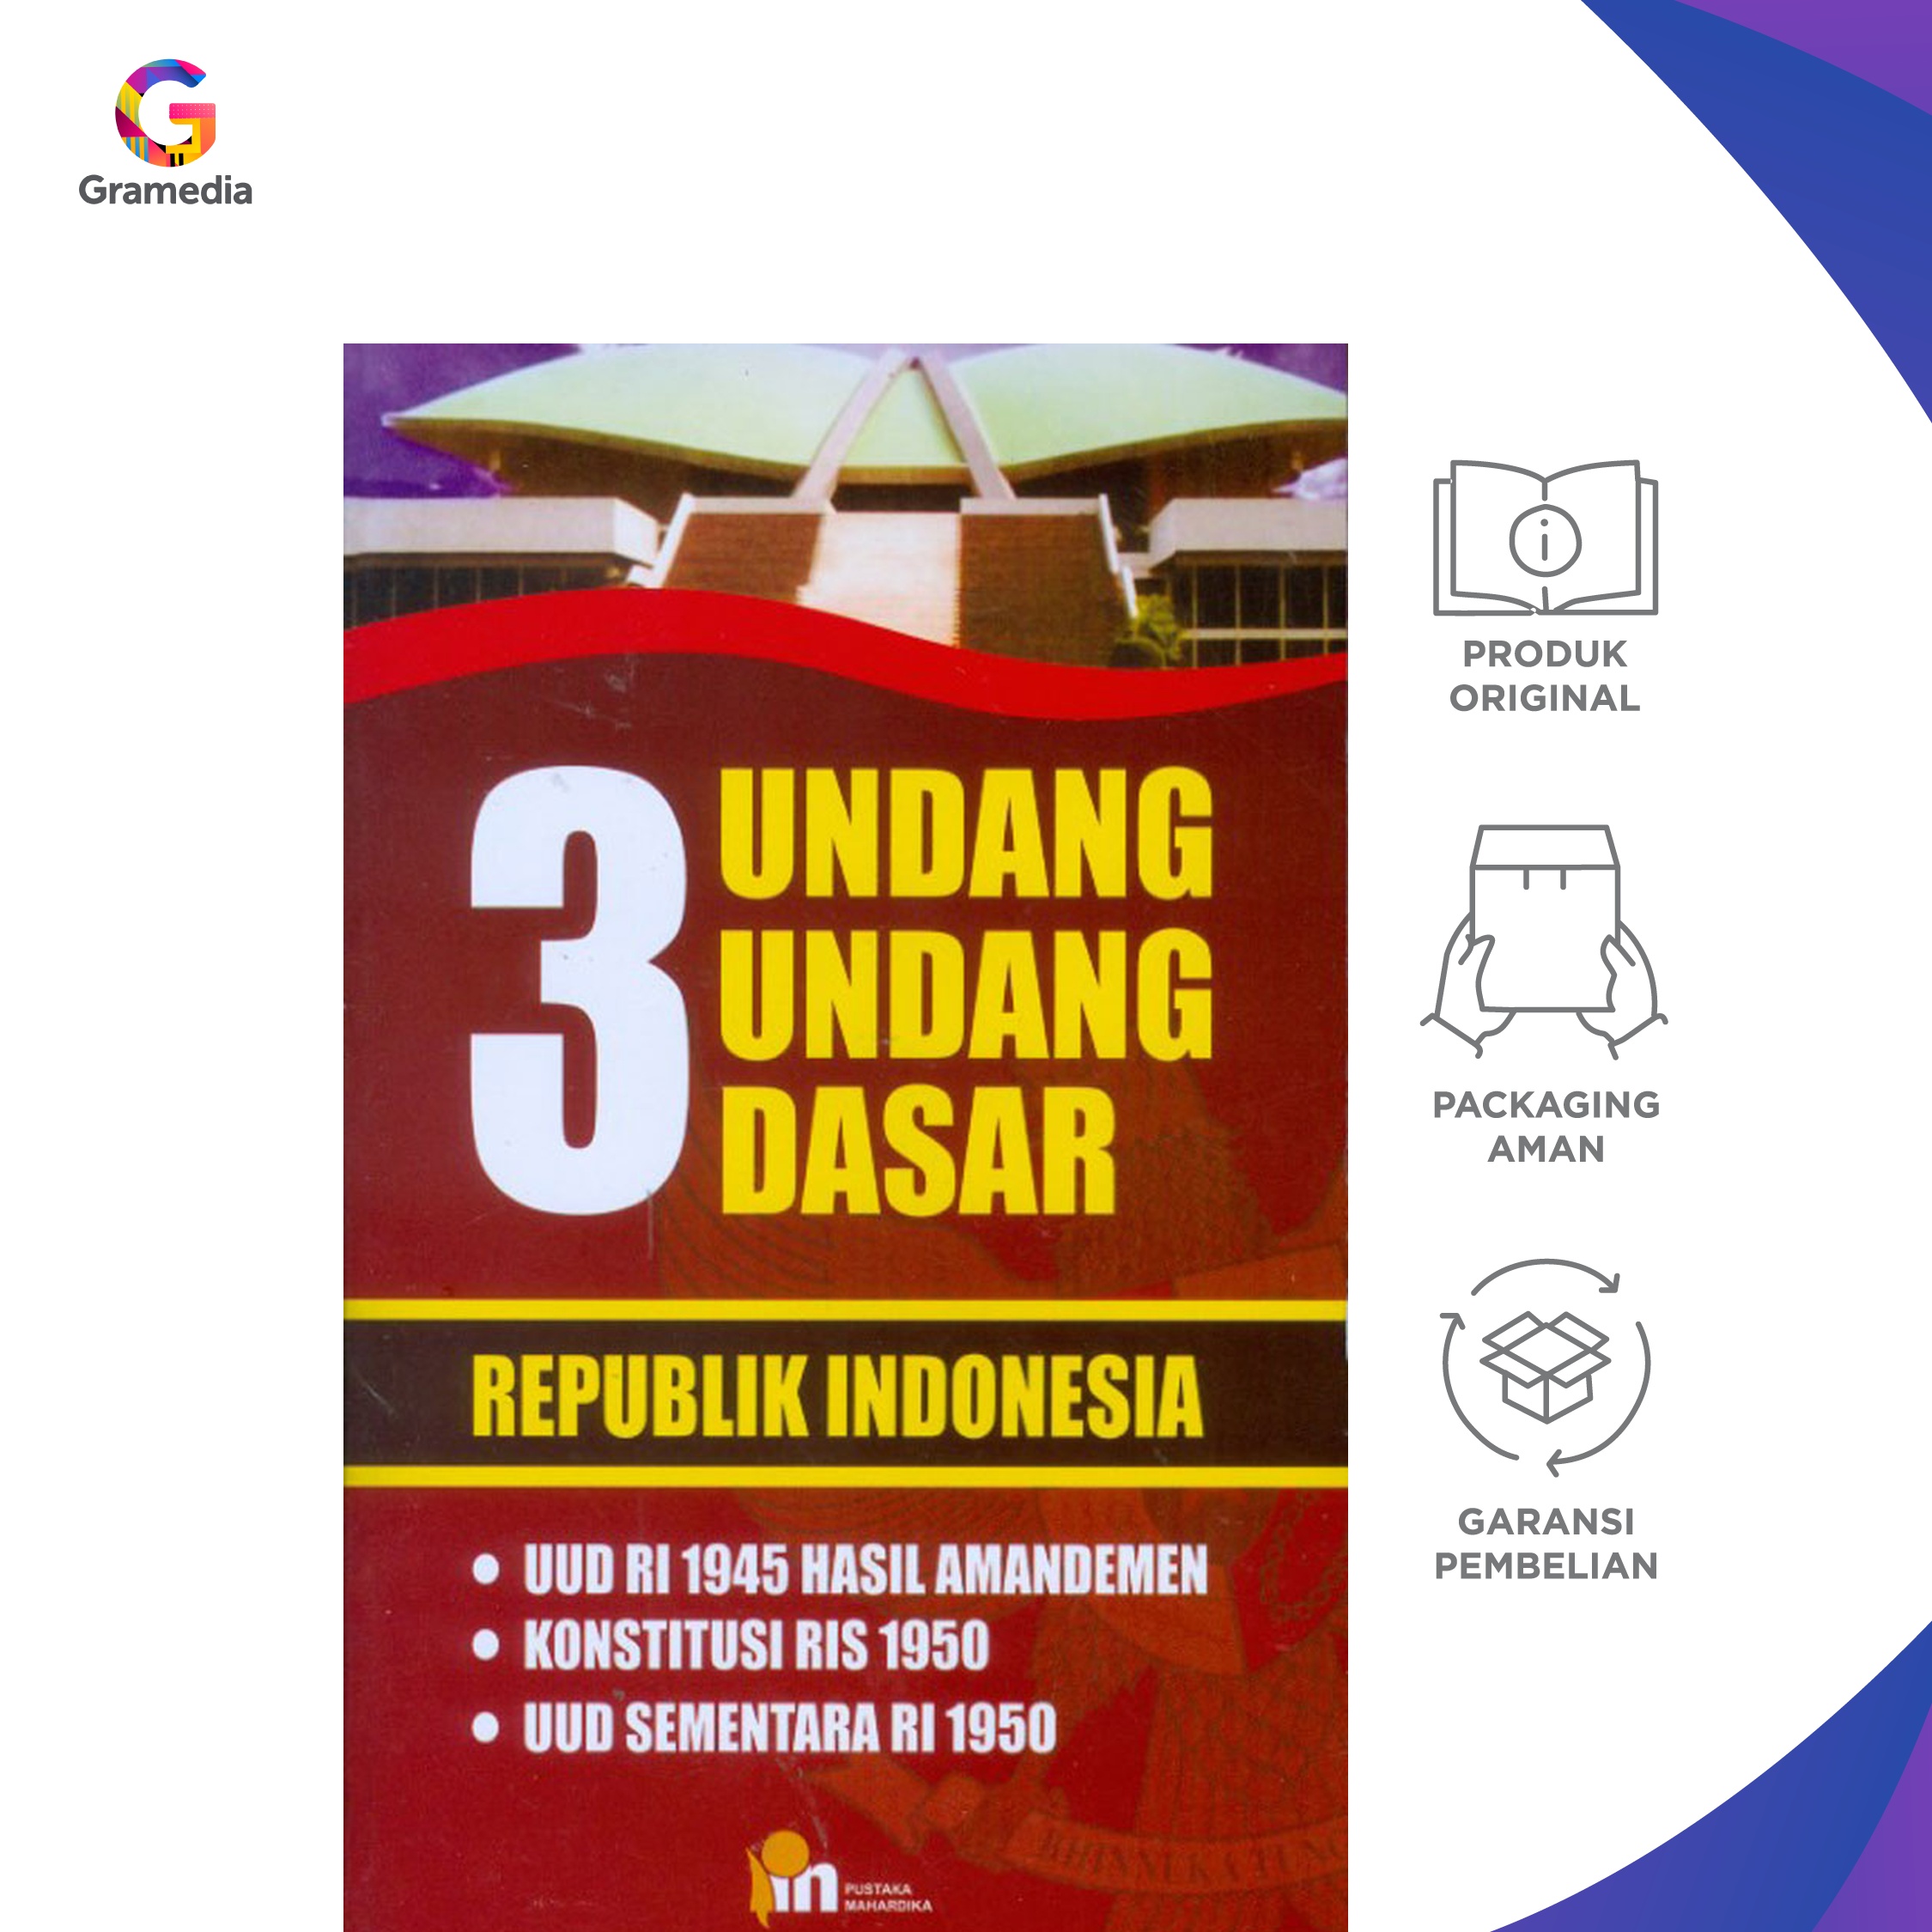 Gramedia
3 UNDANG
UNDANG
DASAR
REPUBLIK INDONESIA
• UUD RI 1945 HASIL AMANDEMEN
• KONSTITUSI RIS 1950
• UUD SEMENTARA RI 1950
in PUSTAKA
MAHARDIKA
PRODUK
ORIGINAL
PACKAGING
AMAN
GARANSI
PEMBELIAN